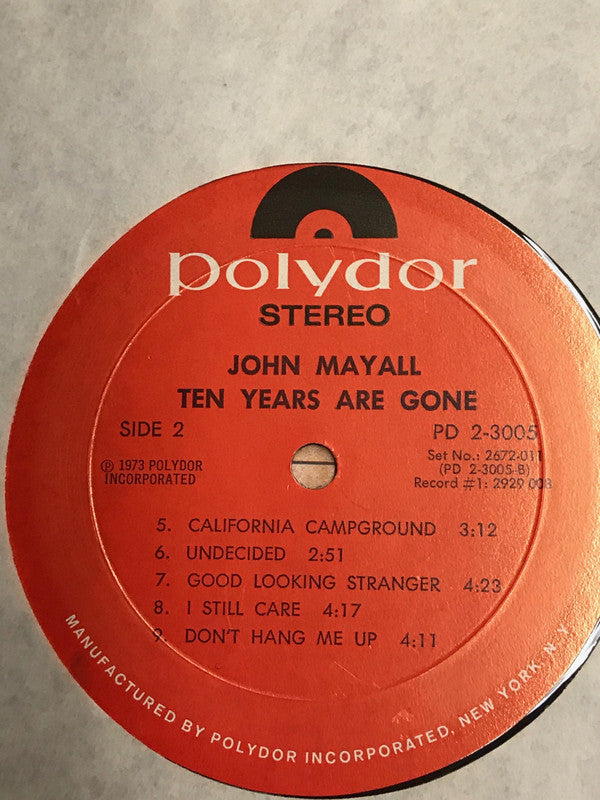 polydor
STEREO
JOHN MAYALL
TEN YEARS ARE GONE
SIDE 2
PD 2-3005
Set No.: 2672-011
(PD 2-3005-B)
Record #1: 2929 008
℗ 1973 POLYDOR
INCORPORATED
5. CALIFORNIA CAMPGROUND 3:12
6. UNDECIDED 2:51
7. GOOD LOOKING STRANGER 4:23
8. I STILL CARE 4:17
9. DON'T HANG ME UP 4:11
MANUFACTURED BY POLYDOR INCORPORATED, NEW YORK, N.Y.